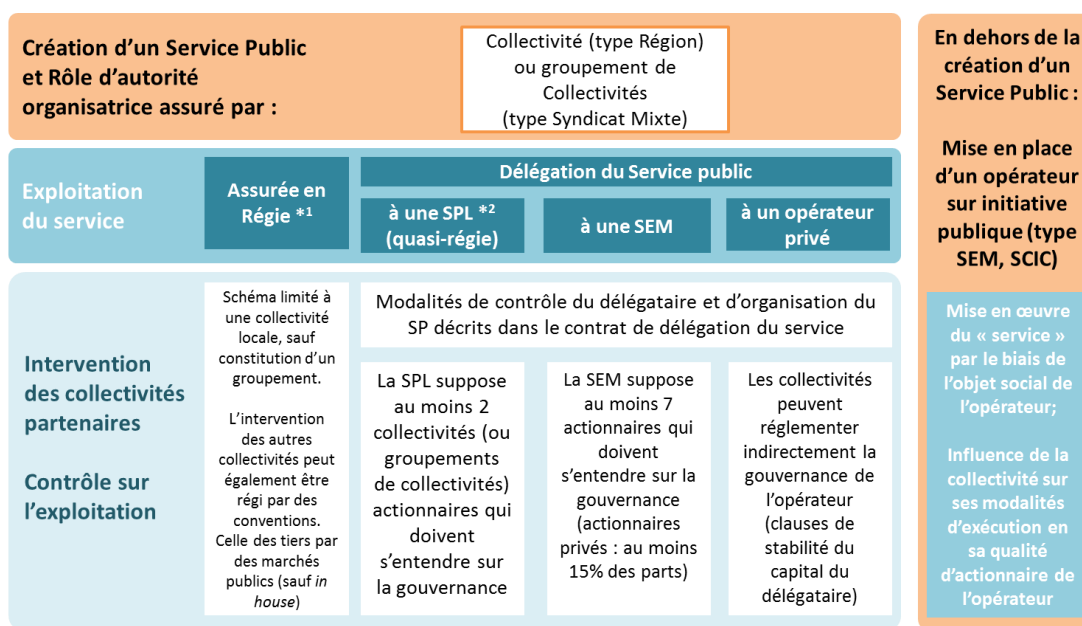 Création d’un Service Public
et Rôle d’autorité
organisatrice assuré par :
Collectivité (type Région)
ou groupement de
Collectivités
(type Syndicat Mixte)
Exploitation
du service
Assurée en
Régie *1
Délégation du Service public
à une SPL *2
(quasi-régie)
à une SEM
à un opérateur
privé
Intervention
des collectivités
partenaires
Contrôle sur
l’exploitation
Schéma limité à
une collectivité
locale, sauf
constitution d’un
groupement.
L’intervention
des autres
collectivités peut
également être
régi par des
conventions.
Celle des tiers par
des marchés
publics (sauf in
house)
Modalités de contrôle du délégataire et d’organisation du
SP décrits dans le contrat de délégation du service
La SPL suppose
au moins 2
collectivités (ou
groupements
de collectivités)
actionnaires qui
doivent
s’entendre sur
la gouvernance
La SEM suppose
au moins 7
actionnaires qui
doivent
s’entendre sur la
gouvernance
(actionnaires
privés : au moins
15% des parts)
Les collectivités
peuvent
réglementer
indirectement la
gouvernance de
l’opérateur
(clauses de
stabilité du
capital du
délégataire)
En dehors de la
création d’un
Service Public :
Mise en place
d’un opérateur
sur initiative
publique (type
SEM, SCIC)
Mise en œuvre
du « service »
par le biais de
l’objet social de
l’opérateur;
Influence de la
collectivité sur
ses modalités
d’exécution en
sa qualité
d’actionnaire de
l’opérateur